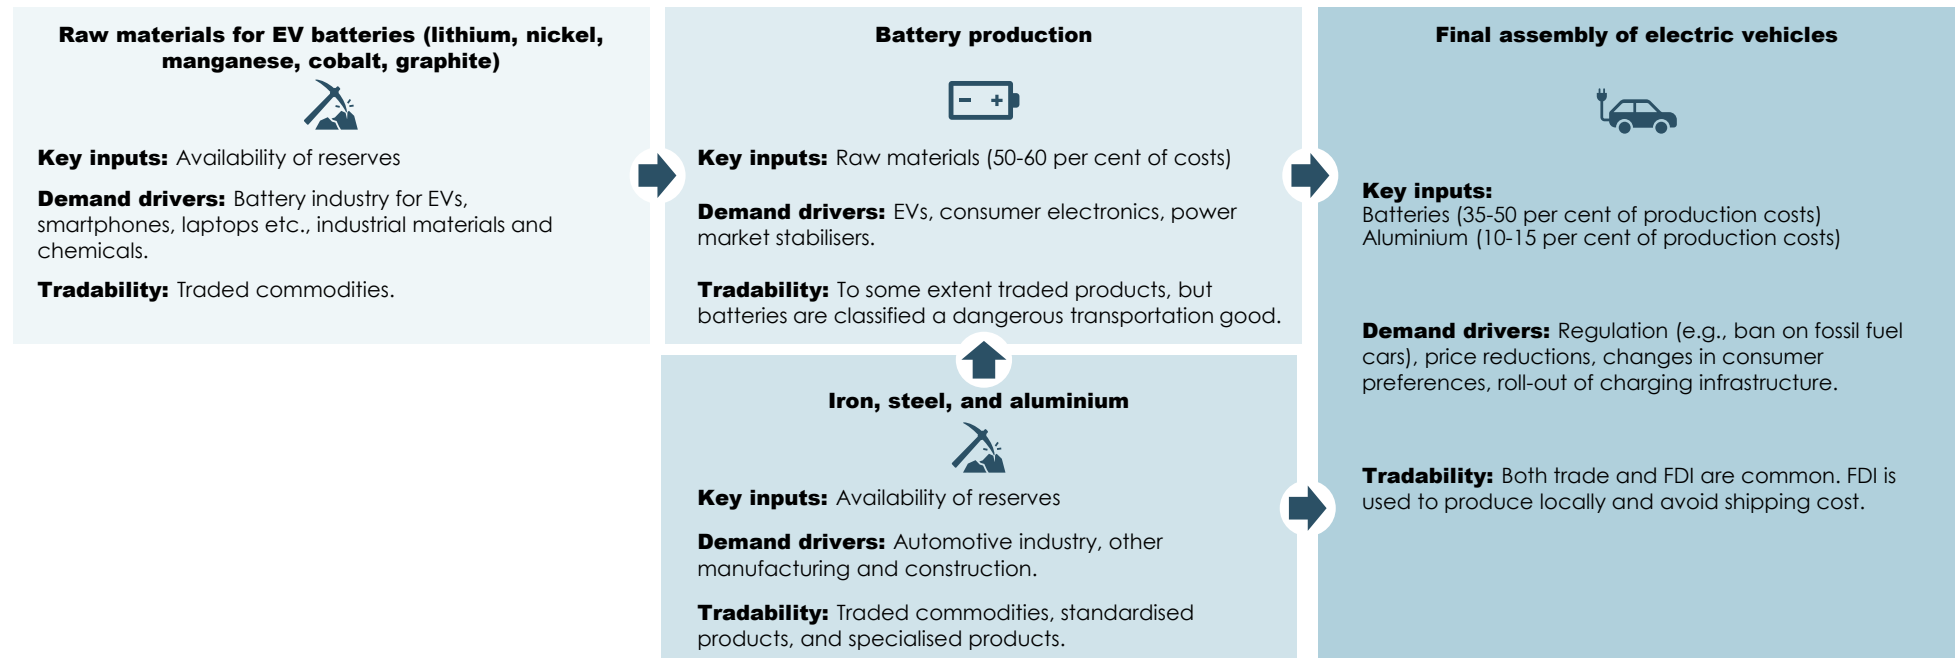 Raw materials for EV batteries (lithium, nickel,
manganese, cobalt, graphite)
Key inputs: Availability of reserves
Demand drivers: Battery industry for EVs,
smartphones, laptops etc., industrial materials and
chemicals.
Tradability: Traded commodities.
Battery production
Key inputs: Raw materials (50-60 per cent of costs)
Demand drivers: EVs, consumer electronics, power
market stabilisers.
Tradability: To some extent traded products, but
batteries are classified a dangerous transportation good.
Iron, steel, and aluminium
Key inputs: Availability of reserves
Demand drivers: Automotive industry, other
manufacturing and construction.
Tradability: Traded commodities, standardised
products, and specialised products.
Final assembly of electric vehicles
Key inputs:
Batteries (35-50 per cent of production costs)
Aluminium (10-15 per cent of production costs)
Demand drivers: Regulation (e.g., ban on fossil fuel
cars), price reductions, changes in consumer
preferences, roll-out of charging infrastructure.
Tradability: Both trade and FDI are common. FDI is
used to produce locally and avoid shipping cost.